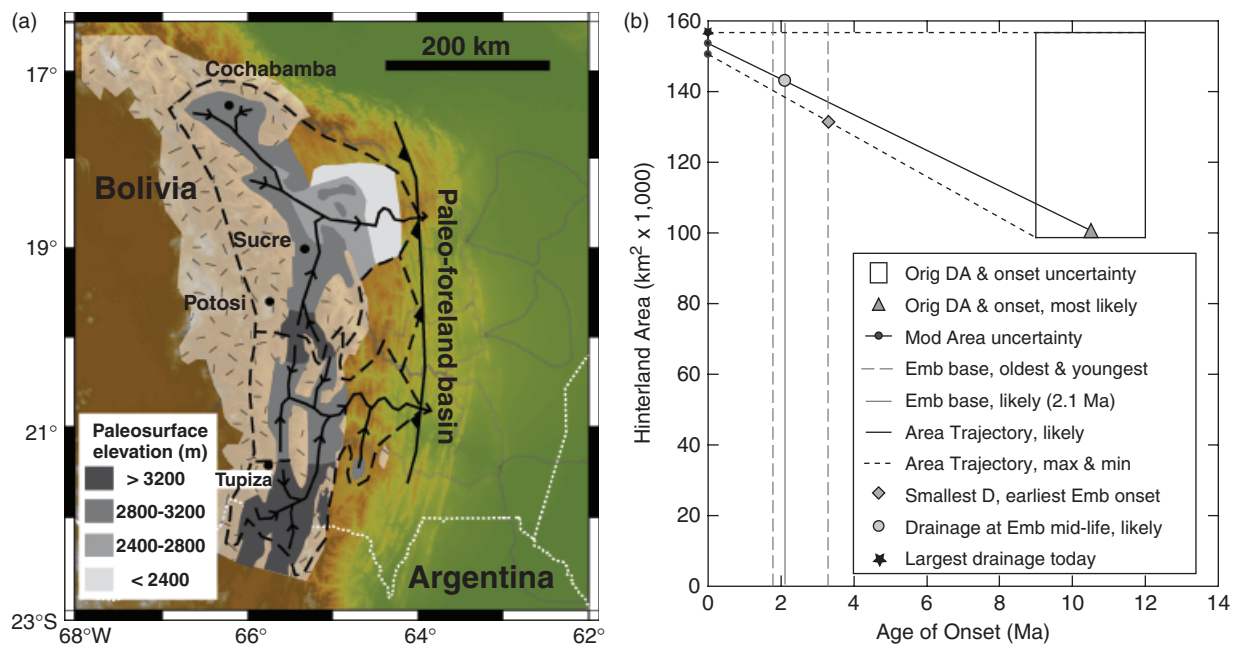 (a)
200 km
Cochabamba
Bolivia
Sucre
Potosi
Tupiza
Paleo-foreland basin
Argentina
Paleosurface
elevation (m)
> 3200
2800-3200
2400-2800
< 2400
17°
19°
21°
23°S
68°W
66°
64°
62°
(b)
160
140
120
100
80
60
40
20
0
Hinterland Area (km² x 1,000)
0
2
4
6
8
10
12
14
Age of Onset (Ma)
Orig DA & onset uncertainty
Orig DA & onset, most likely
Mod Area uncertainty
Emb base, oldest & youngest
Emb base, likely (2.1 Ma)
Area Trajectory, likely
Area Trajectory, max & min
Smallest D, earliest Emb onset
Drainage at Emb mid-life, likely
Largest drainage today